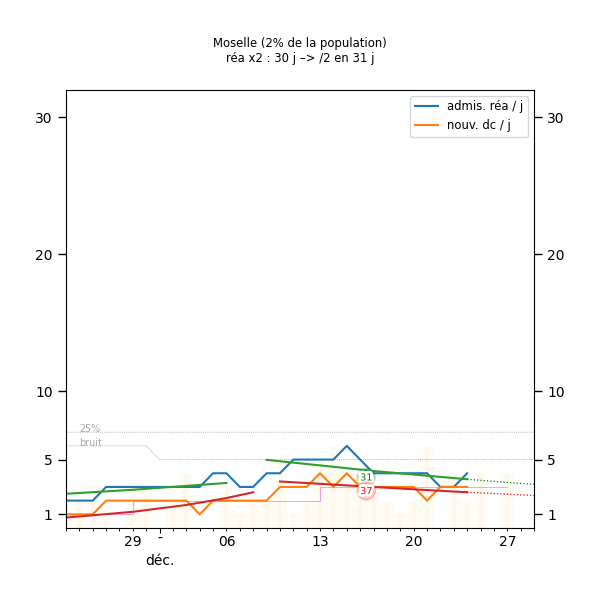 Moselle (2% de la population)
réa x2 : 30 j –> /2 en 31 j
admis. réa / j
nouv. dc / j
30 30
20 20
10 10
25%
bruit
5 5
31
37
1 1
29 - 06 13 20 27
déc.